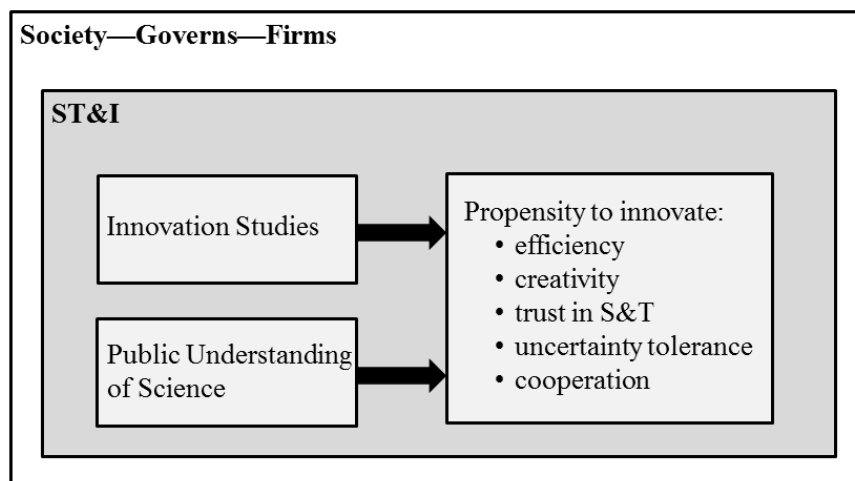 Society—Governs—Firms
ST&I
Innovation Studies
Public Understanding
of Science
Propensity to innovate:
• efficiency
• creativity
• trust in S&T
• uncertainty tolerance
• cooperation